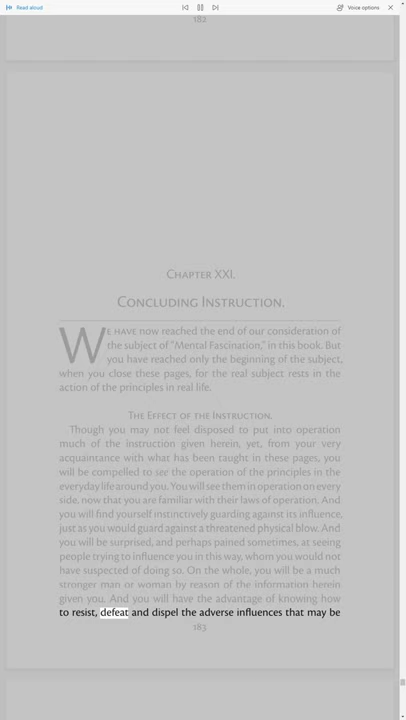 Read aloud
Voice options
182
Chapter XXI.
Concluding Instruction.
We have now reached the end of our consideration of
the subject of "Mental Fascination," in this book. But
you have reached only the beginning of the subject,
when you close these pages, for the real subject rests in the
action of the principles in real life.
The Effect of the Instruction.
Though you may not feel disposed to put into operation
much of the instruction given herein, yet, from your very
acquaintance with what has been taught in these pages, you
will be compelled to see the operation of the principles in the
everyday life around you. You will see them in operation on every
side, now that you are familiar with their laws of operation. And
you will find yourself instinctively guarding against its influence,
just as you would guard against a threatened physical blow. And
you will be surprised, and perhaps pained sometimes, at seeing
people trying to influence you in this way, whom you would not
have suspected of doing so. On the whole, you will be a much
stronger man or woman by reason of the information herein
given you. And you will have the advantage of knowing how
to resist, defeat and dispel the adverse influences that may be
183